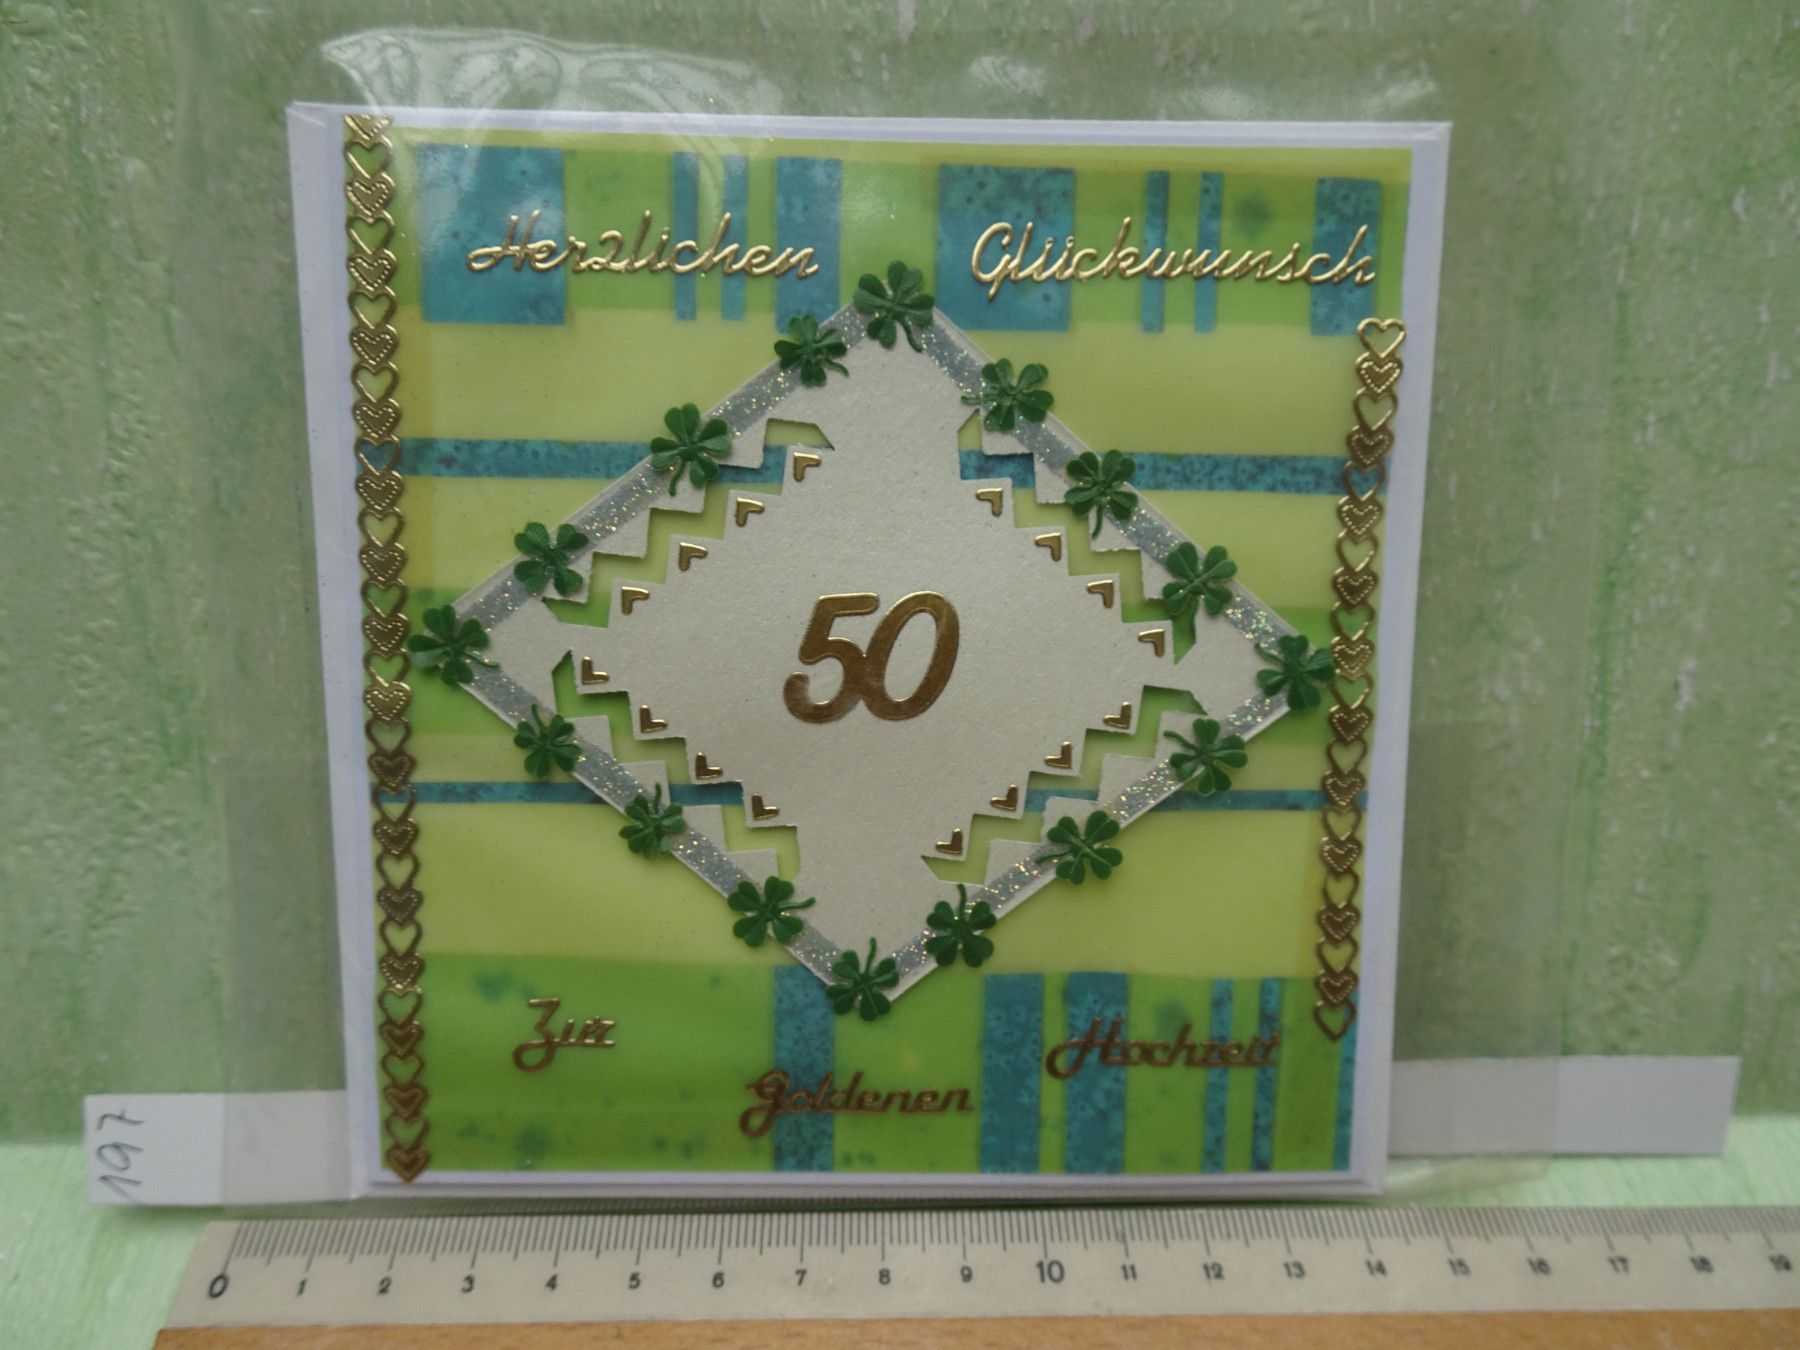 Herzlichen Glückwunsch
50
Zur Goldenen Hochzeit
197
0 1 2 3 4 5 6 7 8 9 10 11 12 13 14 15 16 17 18 19